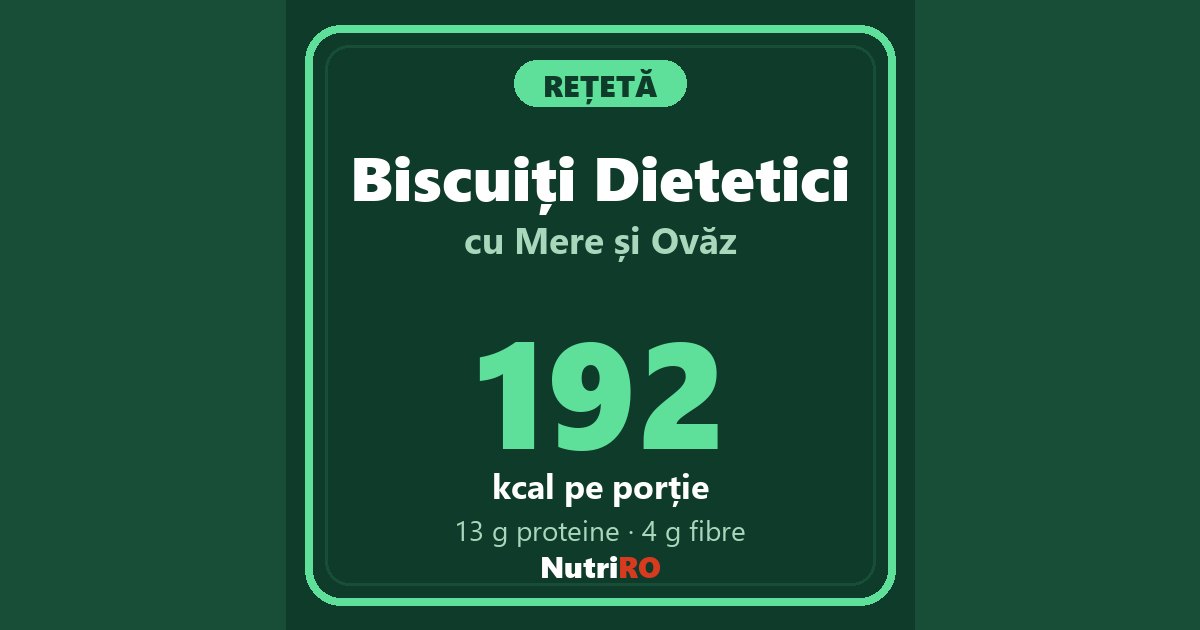 REȚETĂ
Biscuiți Dietetici
cu Mere și Ovăz
192
kcal pe porție
13 g proteine · 4 g fibre
NutriRO